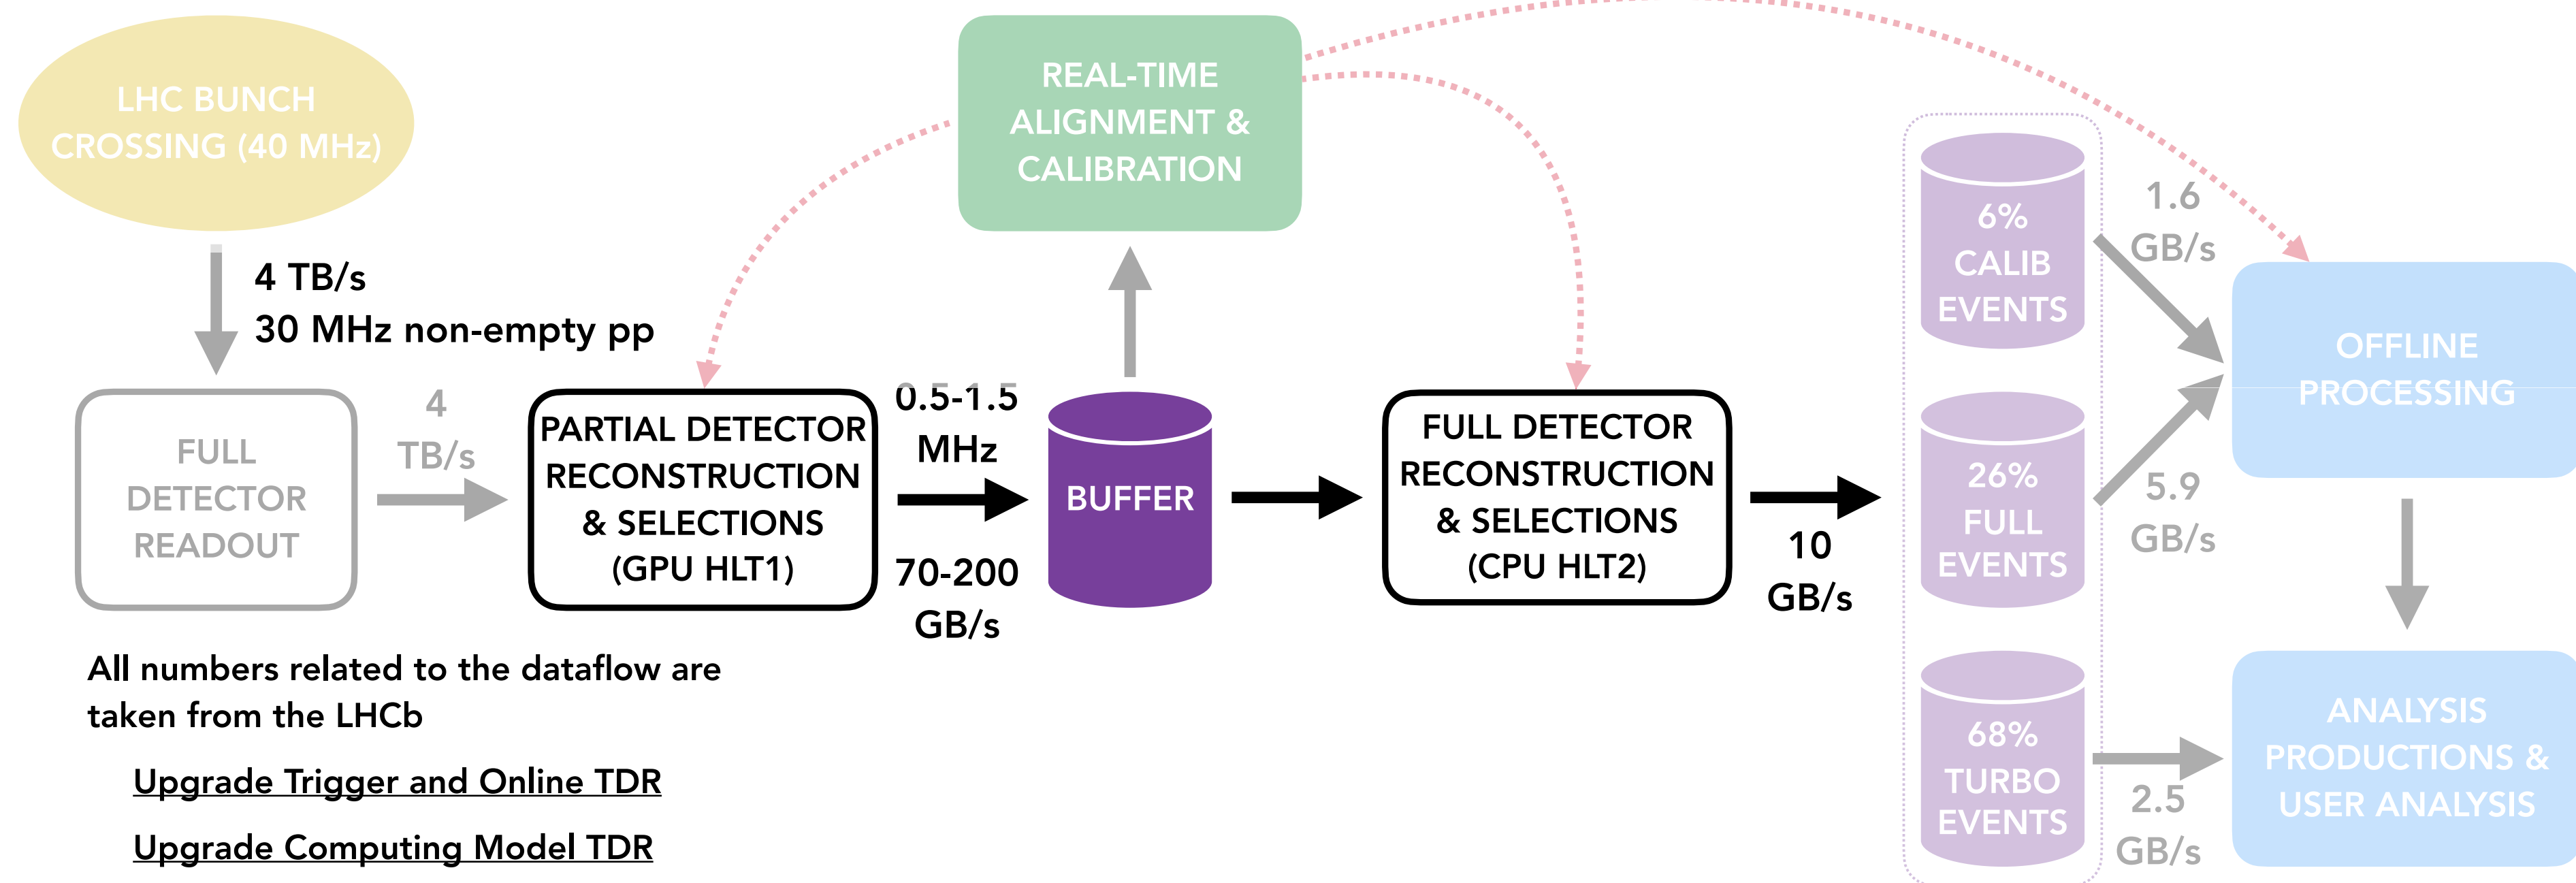 LHC BUNCH
CROSSING (40 MHz)
4 TB/s
30 MHz non-empty pp
FULL
DETECTOR
READOUT
4
TB/s
PARTIAL DETECTOR
RECONSTRUCTION
& SELECTIONS
(GPU HLT1)
0.5-1.5
MHz
70-200
GB/s
REAL-TIME
ALIGNMENT &
CALIBRATION
BUFFER
FULL DETECTOR
RECONSTRUCTION
& SELECTIONS
(CPU HLT2)
10
GB/s
6%
CALIB
EVENTS
26%
FULL
EVENTS
68%
TURBO
EVENTS
1.6
GB/s
5.9
GB/s
2.5
GB/s
OFFLINE
PROCESSING
ANALYSIS
PRODUCTIONS &
USER ANALYSIS
All numbers related to the dataflow are
taken from the LHCb
Upgrade Trigger and Online TDR
Upgrade Computing Model TDR